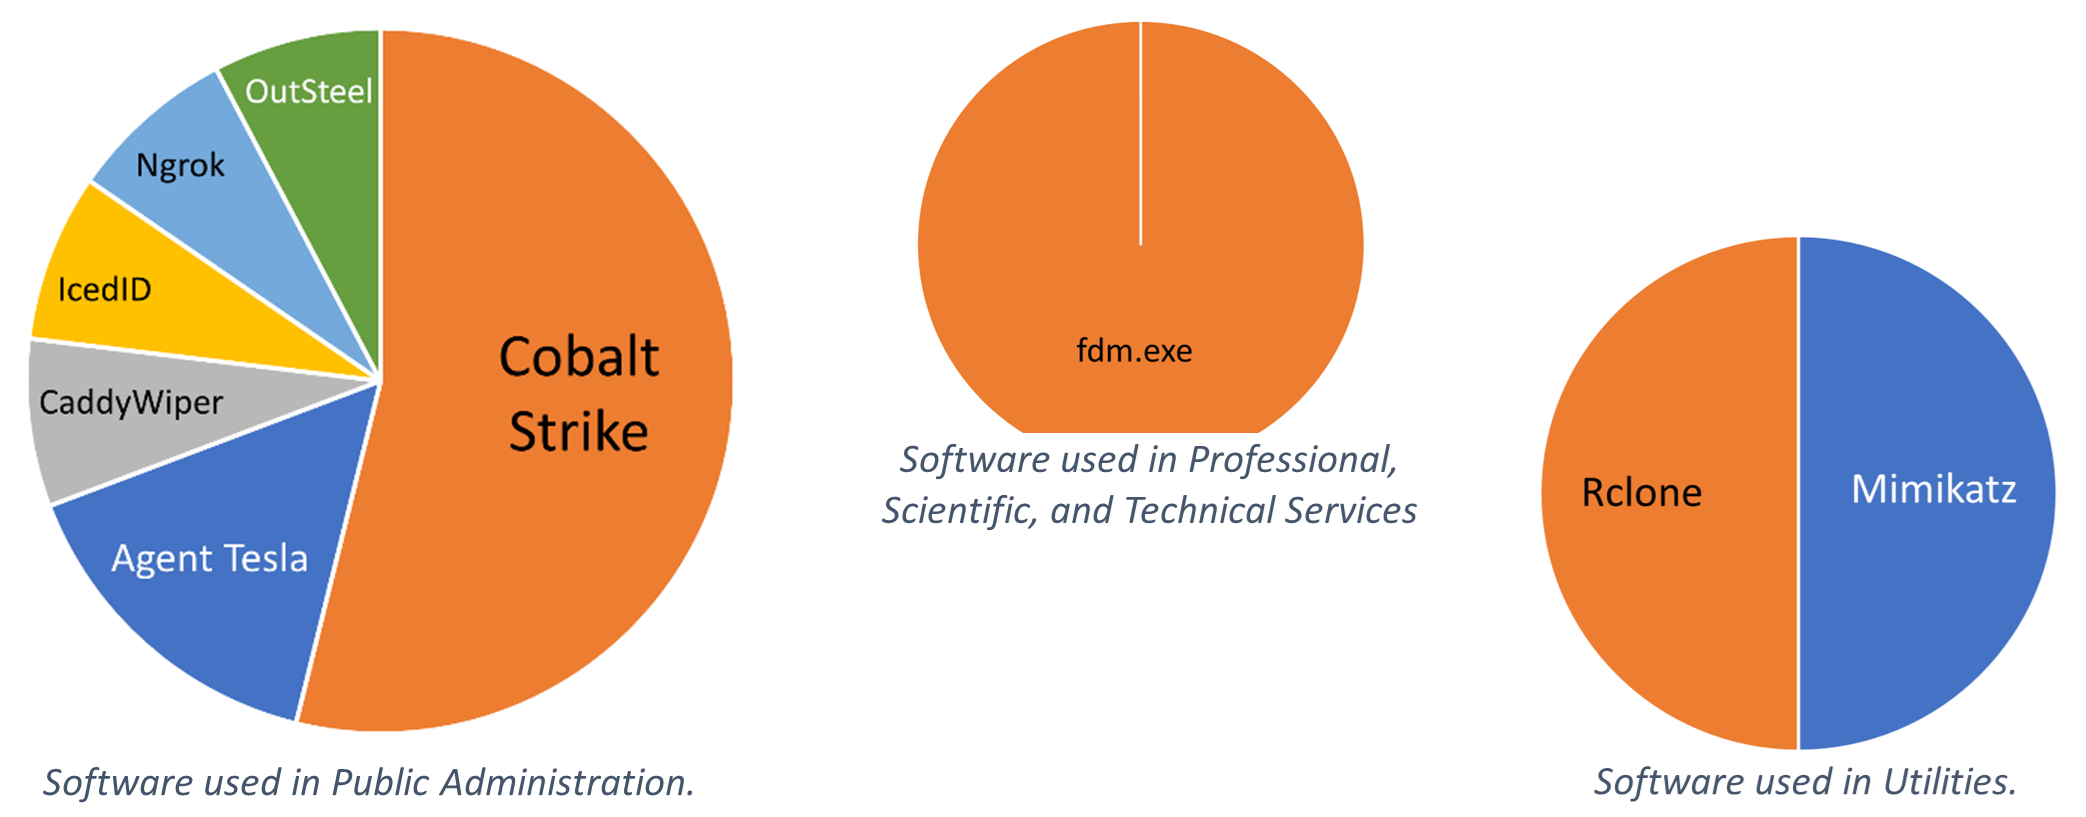 OutSteel
Ngrok
IcedID
CaddyWiper
Agent Tesla
Cobalt
Strike
Software used in Public Administration.
fdm.exe
Software used in Professional,
Scientific, and Technical Services
Rclone
Mimikatz
Software used in Utilities.